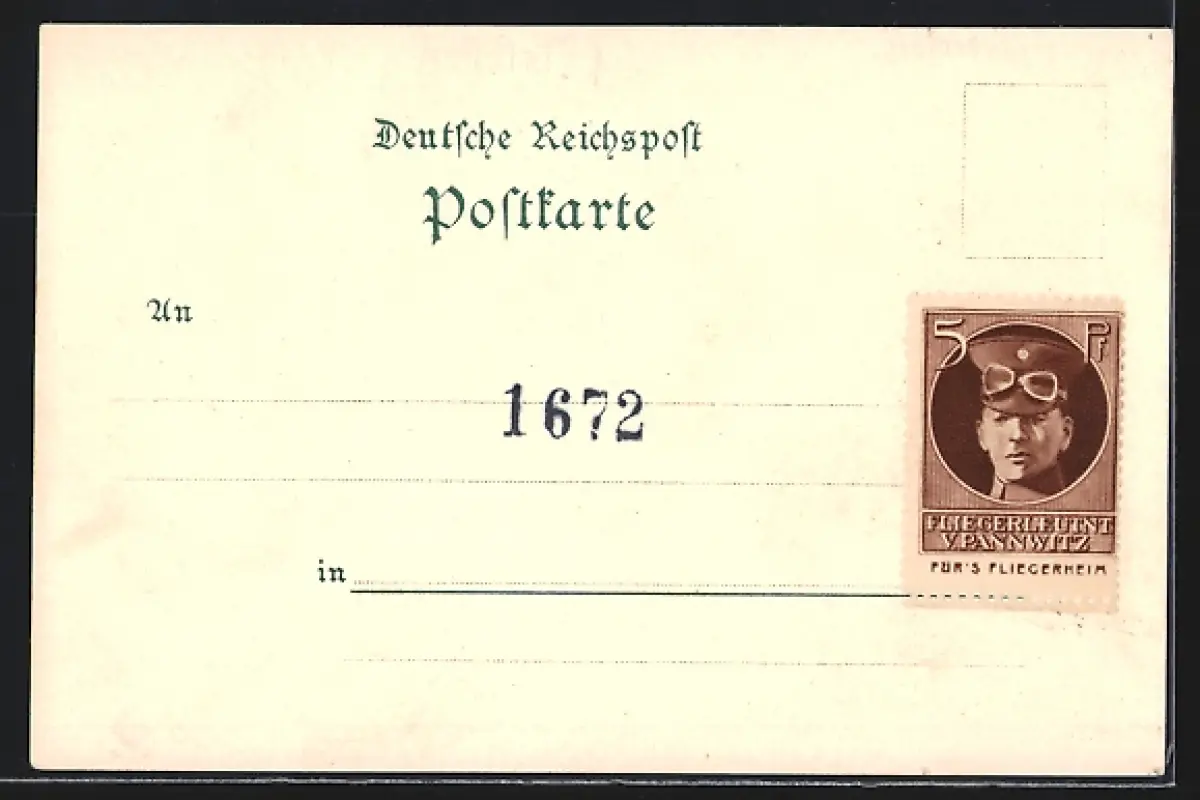 Deutſche Reichspoſt
Poſtkarte
An
1672
in
5 Pf
FLIEGERLEUTNT
V. PANNWITZ
FÜR'S FLIEGERHEIM